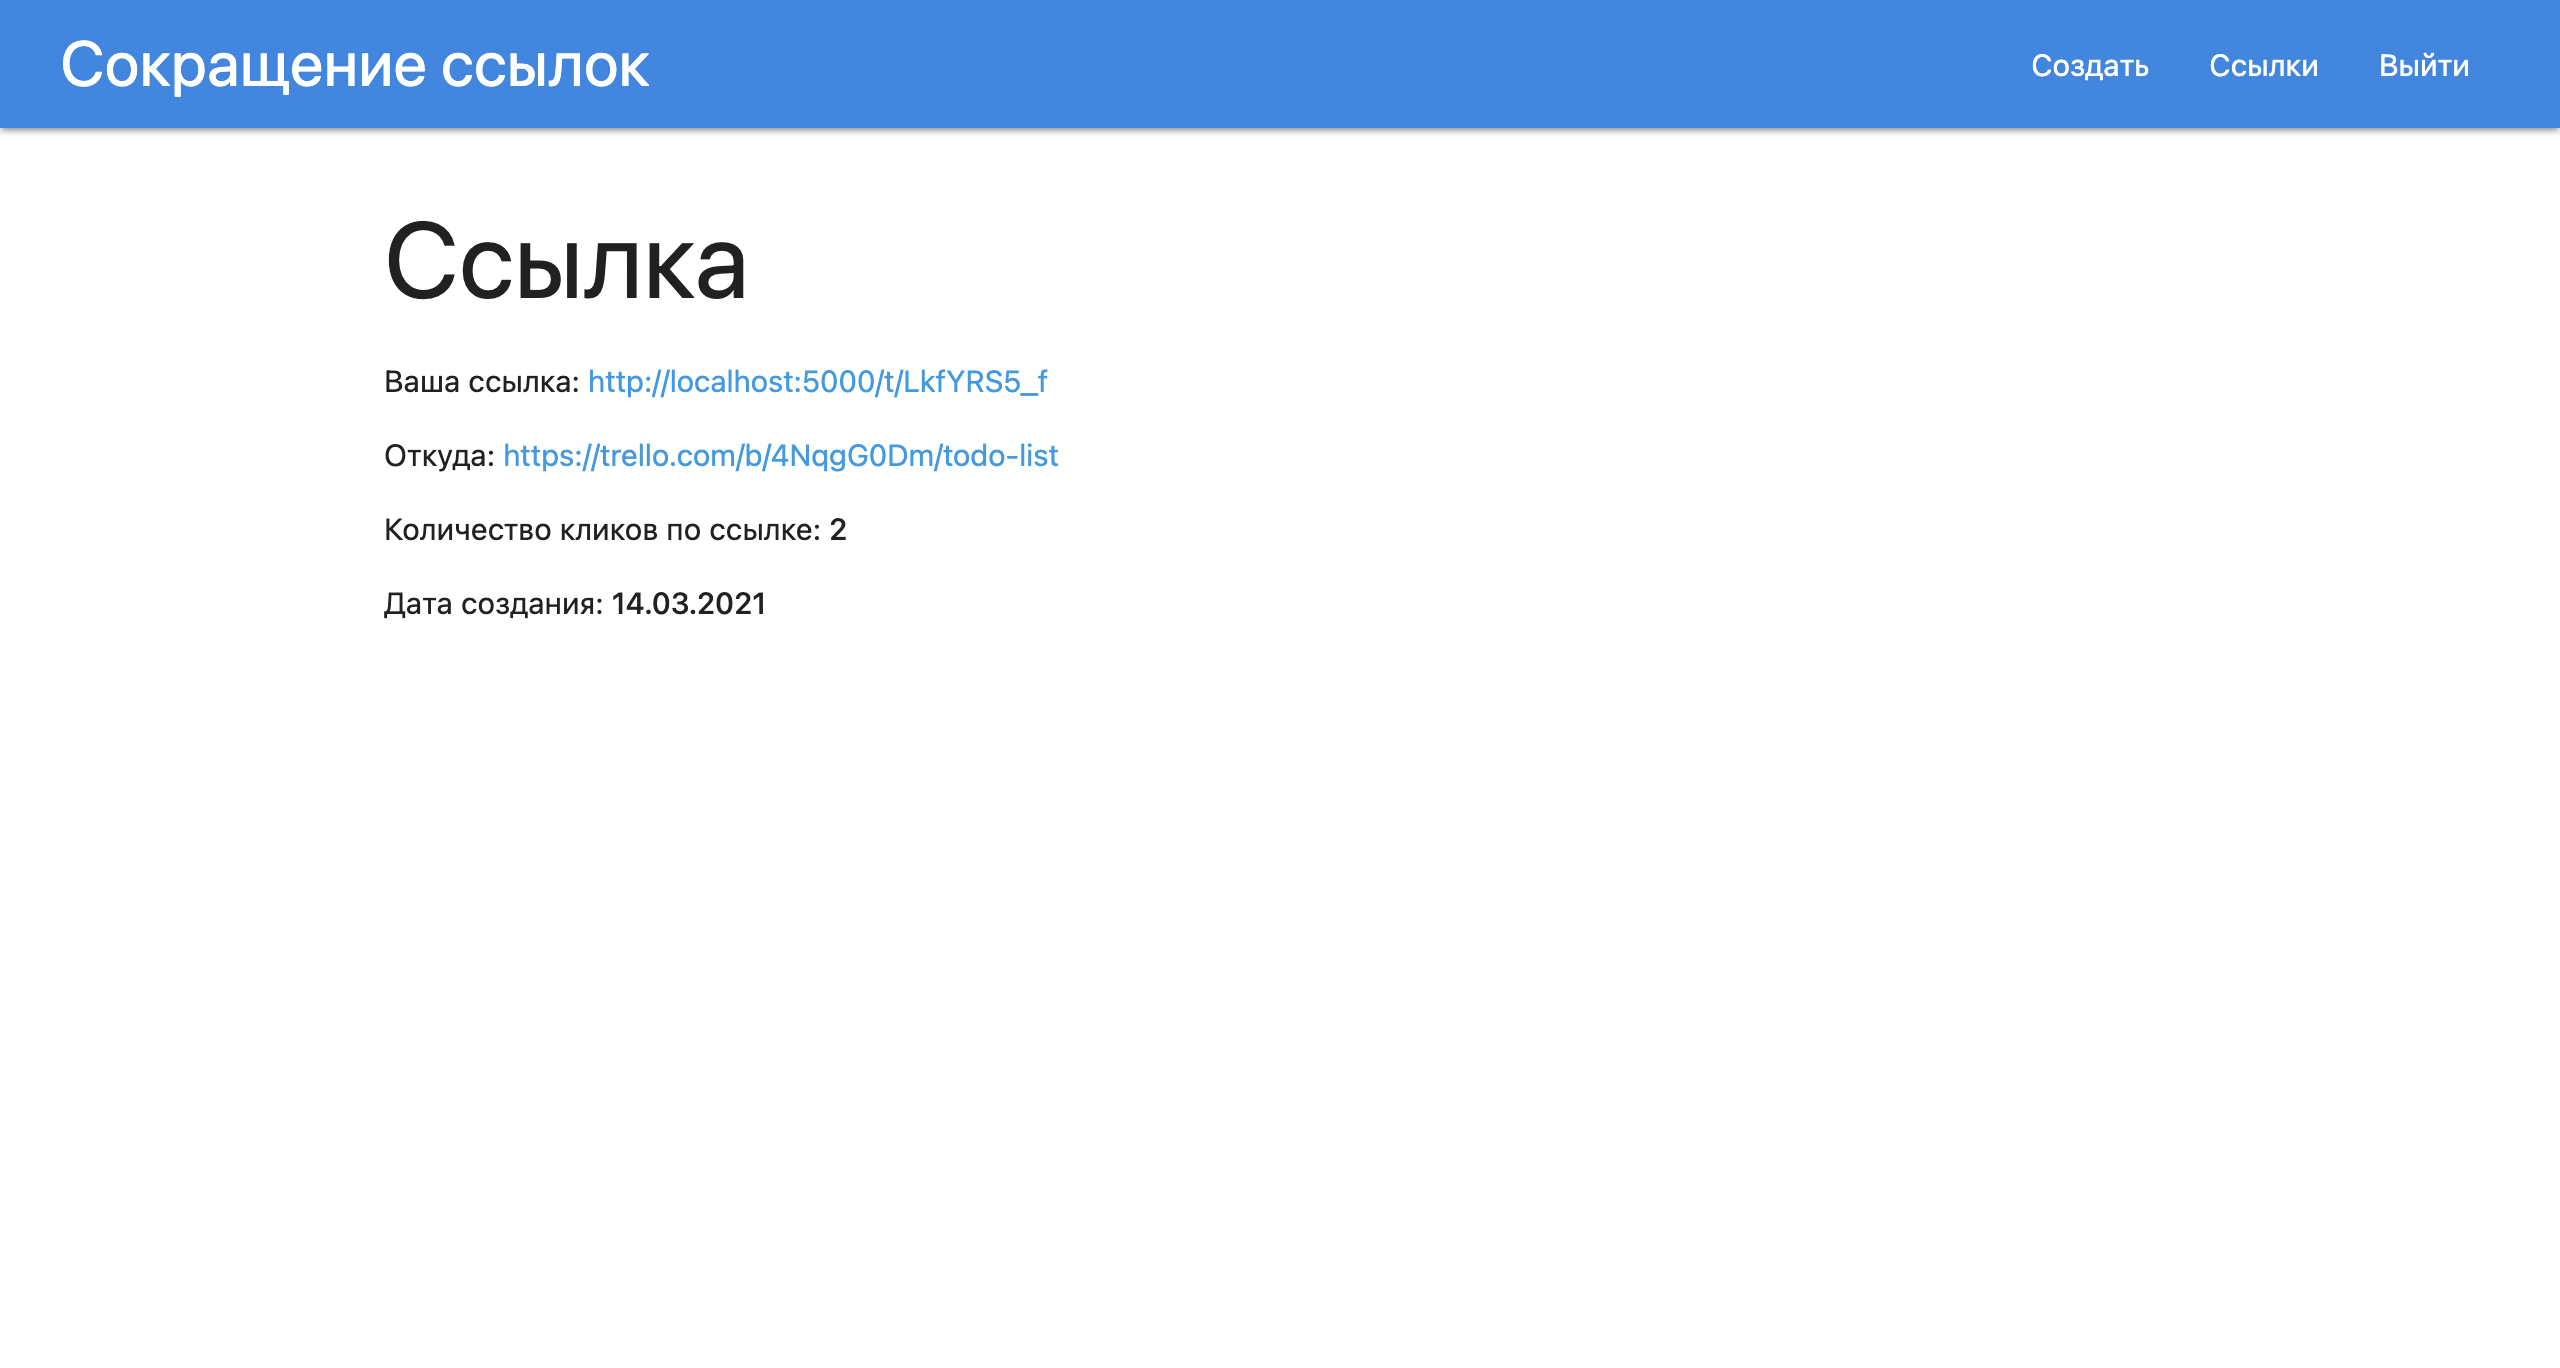 Сокращение ссылок
Создать Ссылки Выйти
Ссылка
Ваша ссылка: http://localhost:5000/t/LkfYRS5_f
Откуда: https://trello.com/b/4NqgG0Dm/todo-list
Количество кликов по ссылке: 2
Дата создания: 14.03.2021